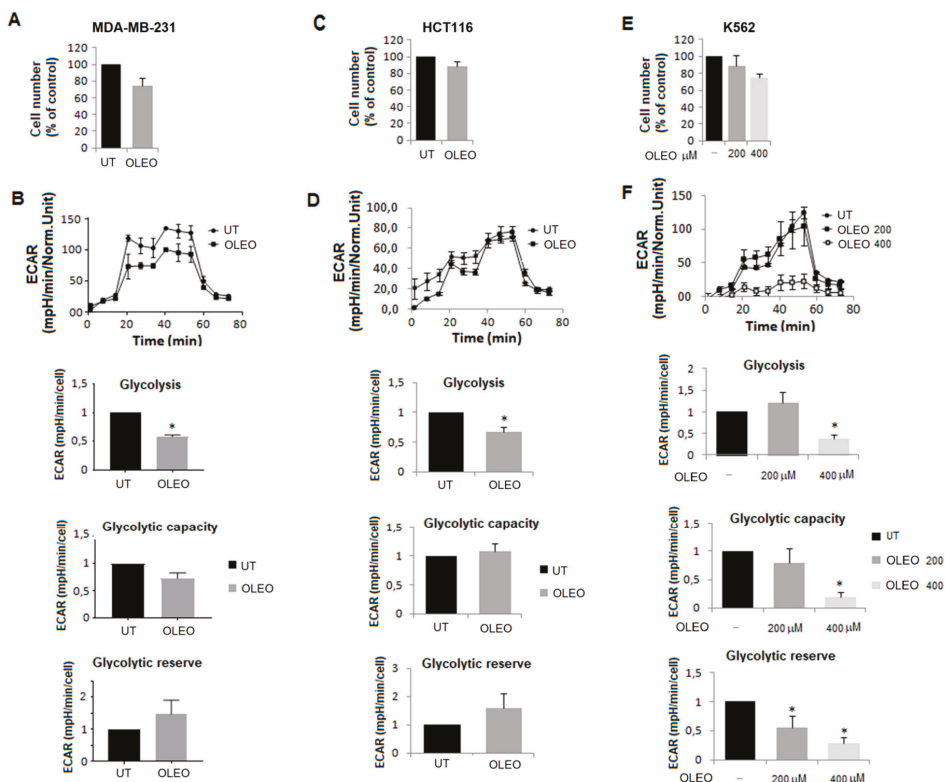 A
MDA-MB-231
Cell number
(% of control)
120
100
80
60
40
20
0
UT
OLEO
C
HCT116
Cell number
(% of control)
120
100
80
60
40
20
0
UT
OLEO
E
K562
Cell number
(% of control)
120
100
80
60
40
20
0
OLEO µM
–
200
400
B
ECAR
(mpH/min/Norm.Unit)
150
100
50
00
0
20
40
60
80
Time (min)
UT
OLEO
Glycolysis
ECAR (mpH/min/cell)
1,5
1
0,5
0
*
UT
OLEO
Glycolytic capacity
ECAR (mpH/min/cell)
1,5
1
0,5
0
UT
OLEO
UT
OLEO
Glycolytic reserve
ECAR (mpH/min/cell)
2
1,5
1
0,5
0
UT
OLEO
D
ECAR
(mpH/min/Norm.Unit)
100,0
80,0
60,0
40,0
20,0
0,0
0
20
40
60
80
Time (min)
UT
OLEO
Glycolysis
ECAR (mpH/min/cell)
1,5
1
0,5
0
*
UT
OLEO
Glycolytic capacity
ECAR (mpH/min/cell)
1,5
1
0,5
0
UT
OLEO
UT
OLEO
Glycolytic reserve
ECAR (mpH/min/cell)
3
2
1
0
UT
OLEO
F
ECAR
(mpH/min/Norm.Unit)
150
100
50
00
0
20
40
60
80
Time (min)
UT
OLEO 200
OLEO 400
Glycolysis
ECAR (mpH/min/cell)
2
1,5
1
0,5
0
*
OLEO
–
200 µM
400 µM
Glycolytic capacity
ECAR (mpH/min/cell)
1,5
1
0,5
0
*
OLEO
–
200 µM
400 µM
UT
OLEO 200
OLEO 400
Glycolytic reserve
ECAR (mpH/min/cell)
1,5
1
0,5
0
*
*
OLEO
–
200 µM
400 µM